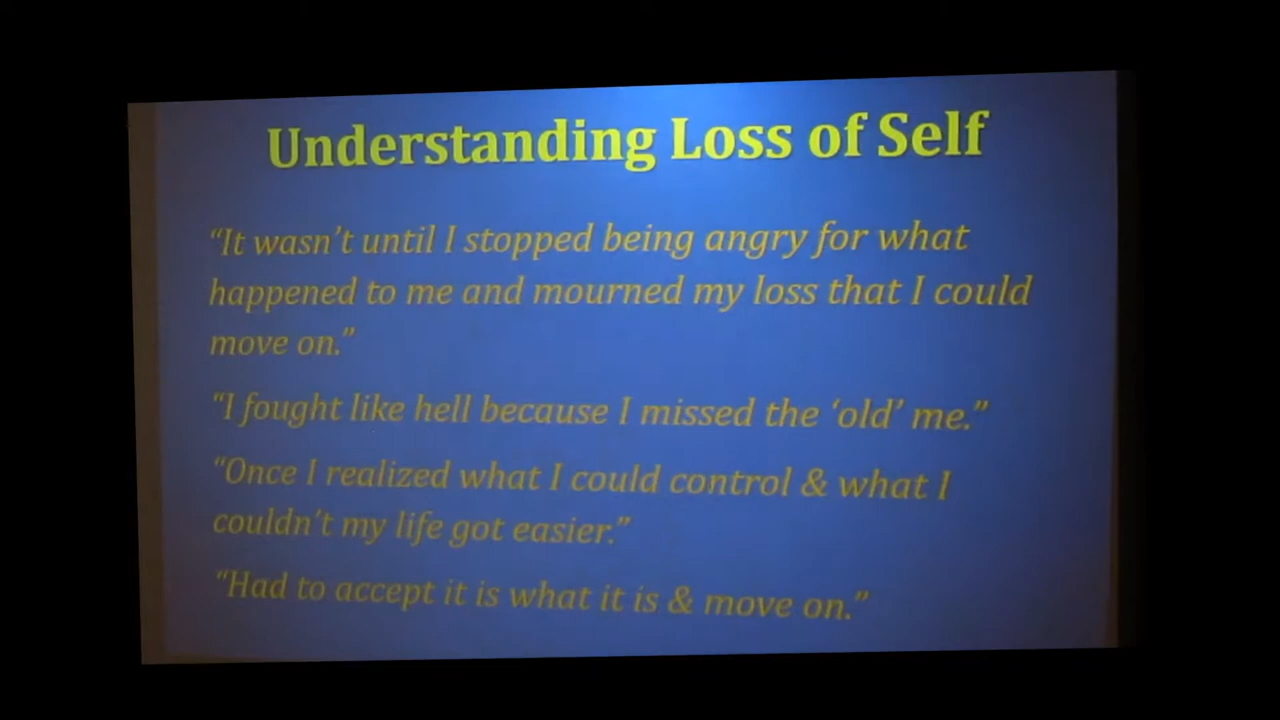 Understanding Loss of Self
“It wasn’t until I stopped being angry for what
happened to me and mourned my loss that I could
move on.”
“I fought like hell because I missed the ‘old’ me.”
“Once I realized what I could control & what I
couldn’t my life got easier.”
“Had to accept it is what it is & move on.”